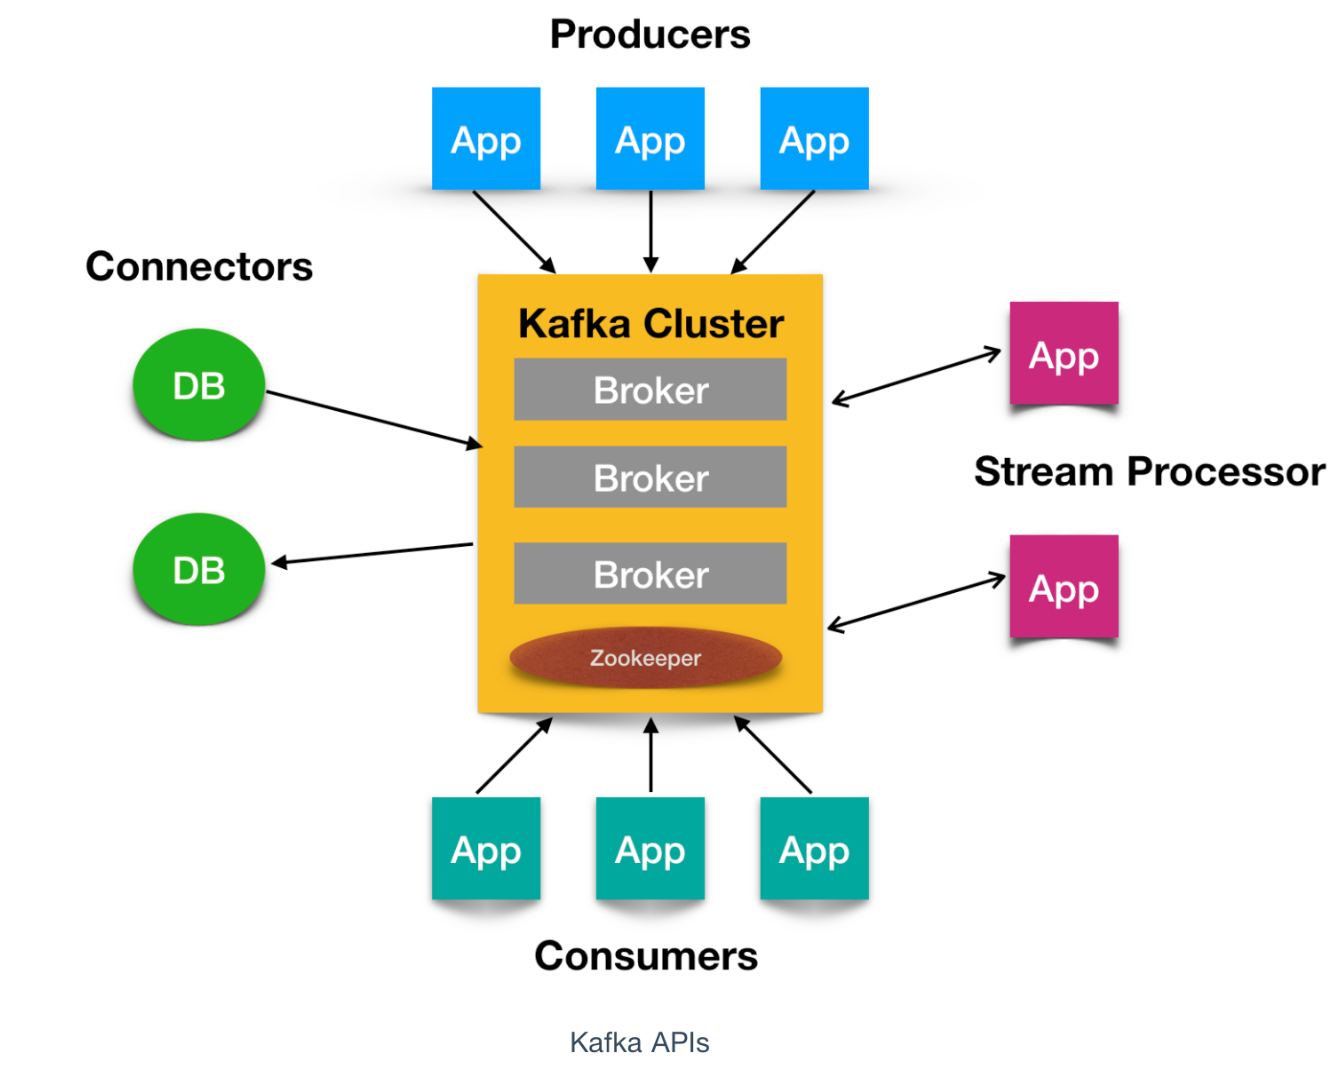 Producers
App
App
App
Connectors
Kafka Cluster
DB
Broker
App
Broker
Stream Processor
DB
Broker
App
Zookeeper
App
App
App
Consumers
Kafka APIs